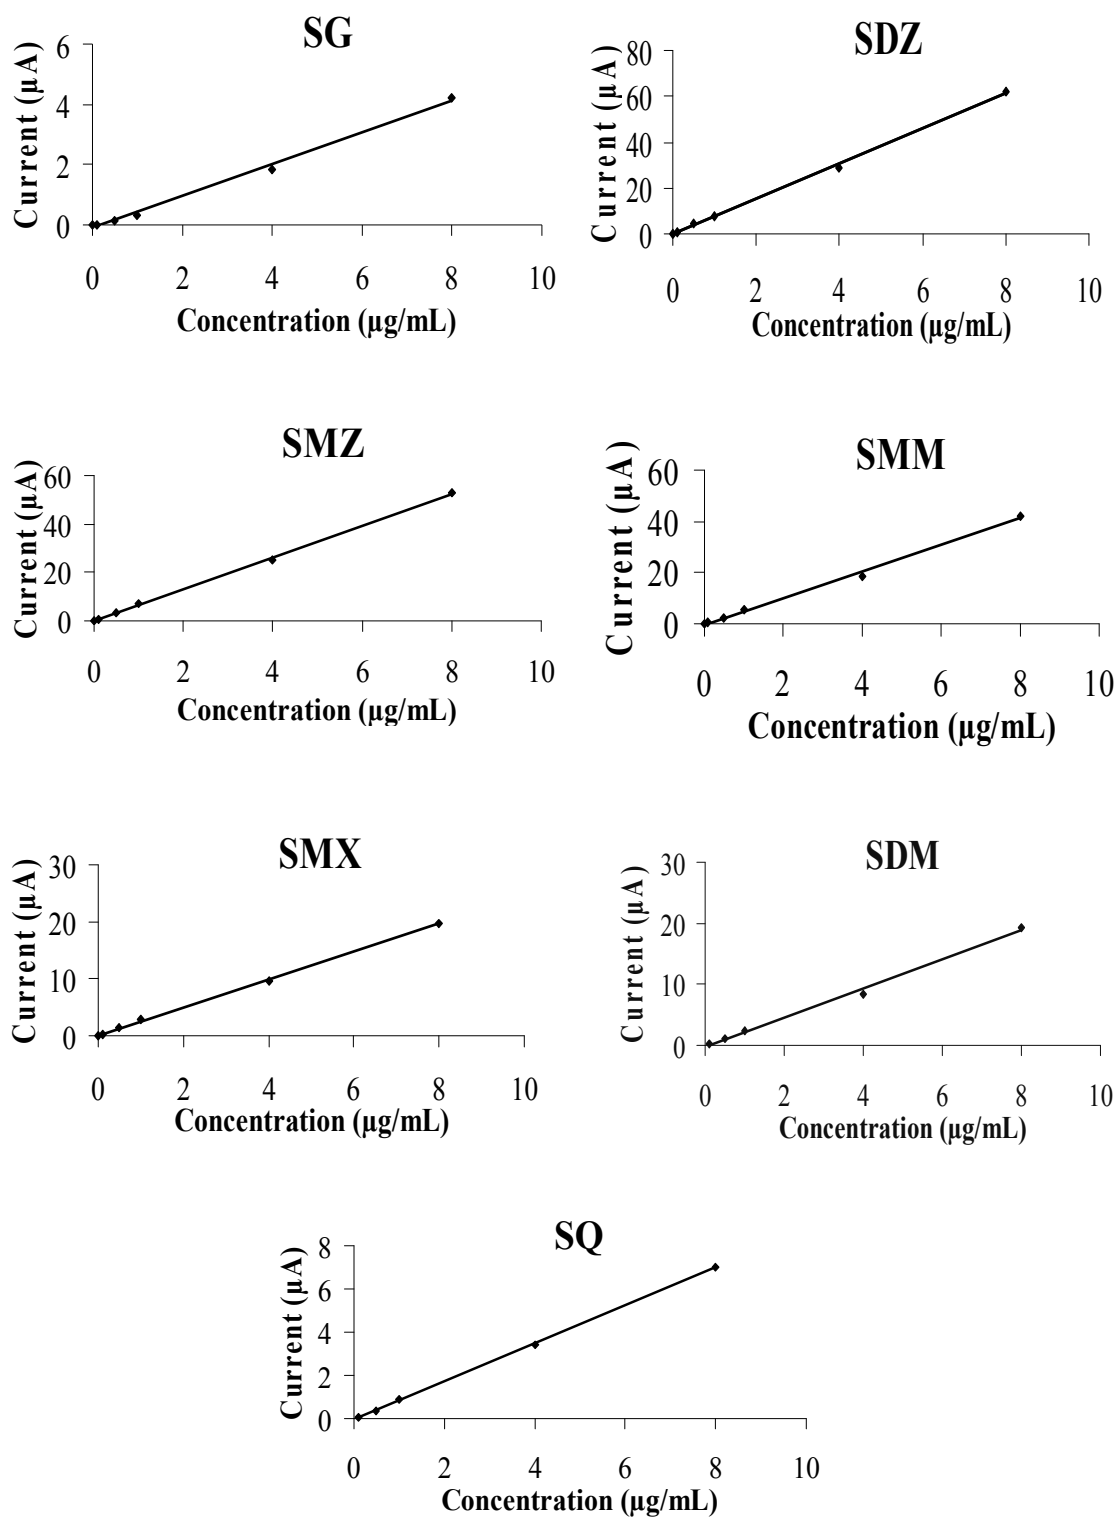 SG
Current (µA)
6
4
2
0
0 2 4 6 8 10
Concentration (µg/mL)
SDZ
Current (µA)
80
60
40
20
0
0 2 4 6 8 10
Concentration (µg/mL)
SMZ
Current (µA)
60
40
20
0
0 2 4 6 8 10
Concentration (µg/mL)
SMM
Current (µA)
60
40
20
0
0 2 4 6 8 10
Concentration (µg/mL)
SMX
Current (µA)
30
20
10
0
0 2 4 6 8 10
Concentration (µg/mL)
SDM
Current (µA)
30
20
10
0
0 2 4 6 8 10
Concentration (µg/mL)
SQ
Current (µA)
8
6
4
2
0
0 2 4 6 8 10
Concentration (µg/mL)